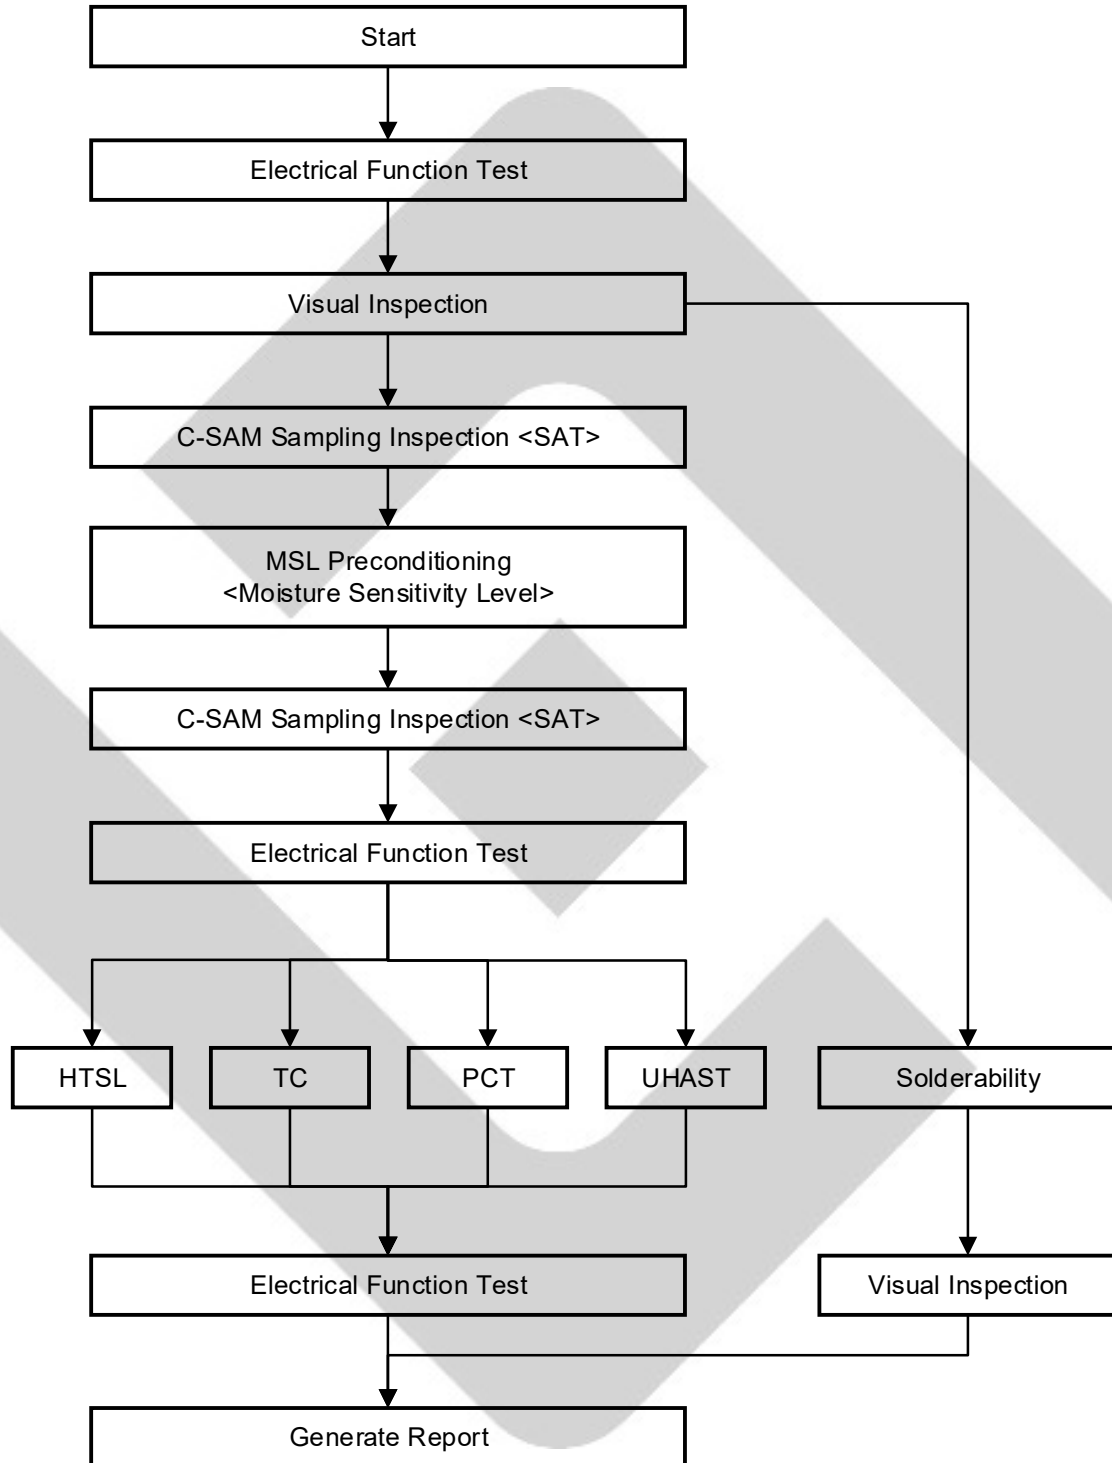 Start
Electrical Function Test
Visual Inspection
C-SAM Sampling Inspection <SAT>
MSL Preconditioning
<Moisture Sensitivity Level>
C-SAM Sampling Inspection <SAT>
Electrical Function Test
HTSL
TC
PCT
UHAST
Solderability
Electrical Function Test
Visual Inspection
Generate Report